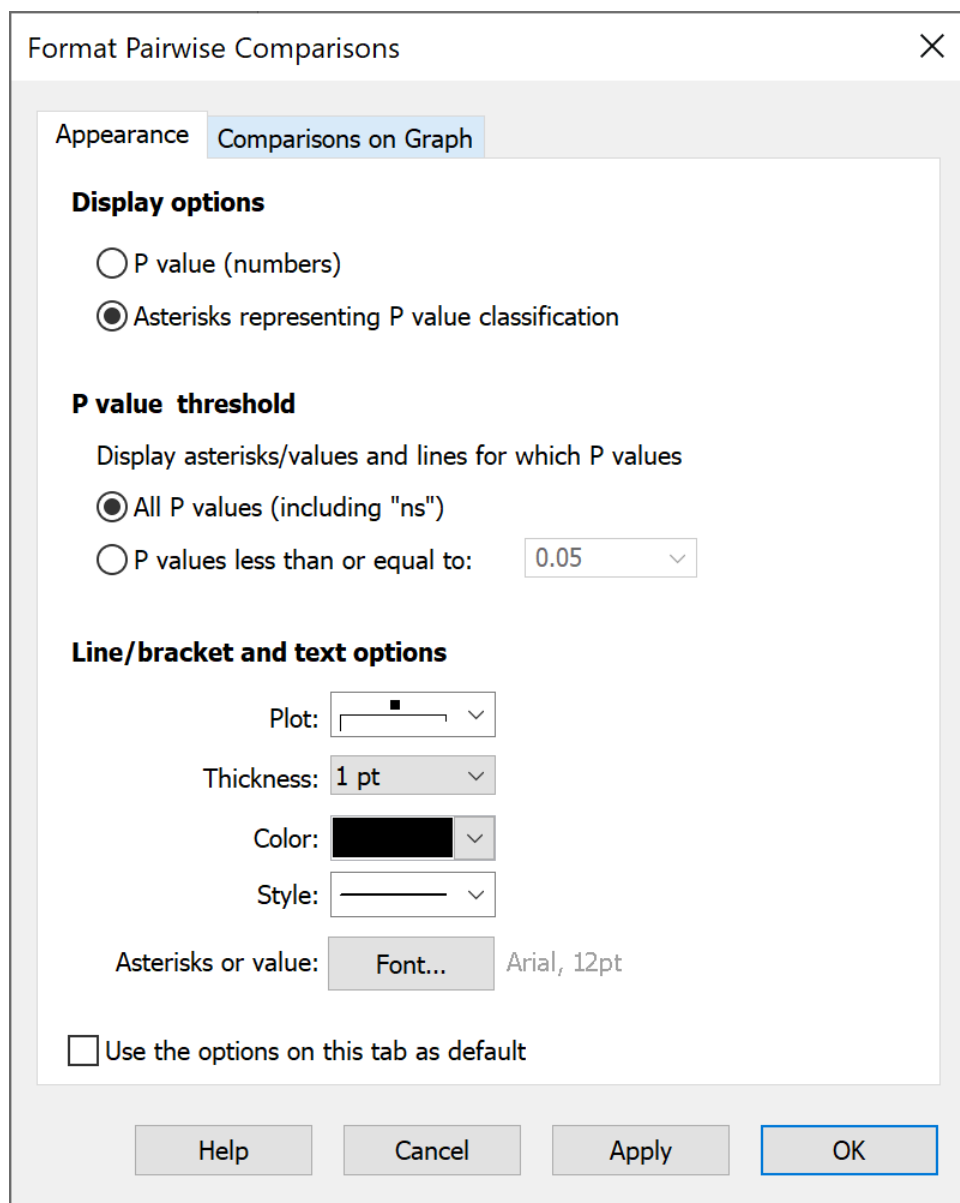 Format Pairwise Comparisons
Appearance
Comparisons on Graph
Display options
P value (numbers)
Asterisks representing P value classification
P value  threshold
Display asterisks/values and lines for which P values
All P values (including "ns")
P values less than or equal to:
0.05
Line/bracket and text options
Plot:
Thickness:
1 pt
Color:
Style:
Asterisks or value:
Font...
Arial, 12pt
Use the options on this tab as default
Help
Cancel
Apply
OK